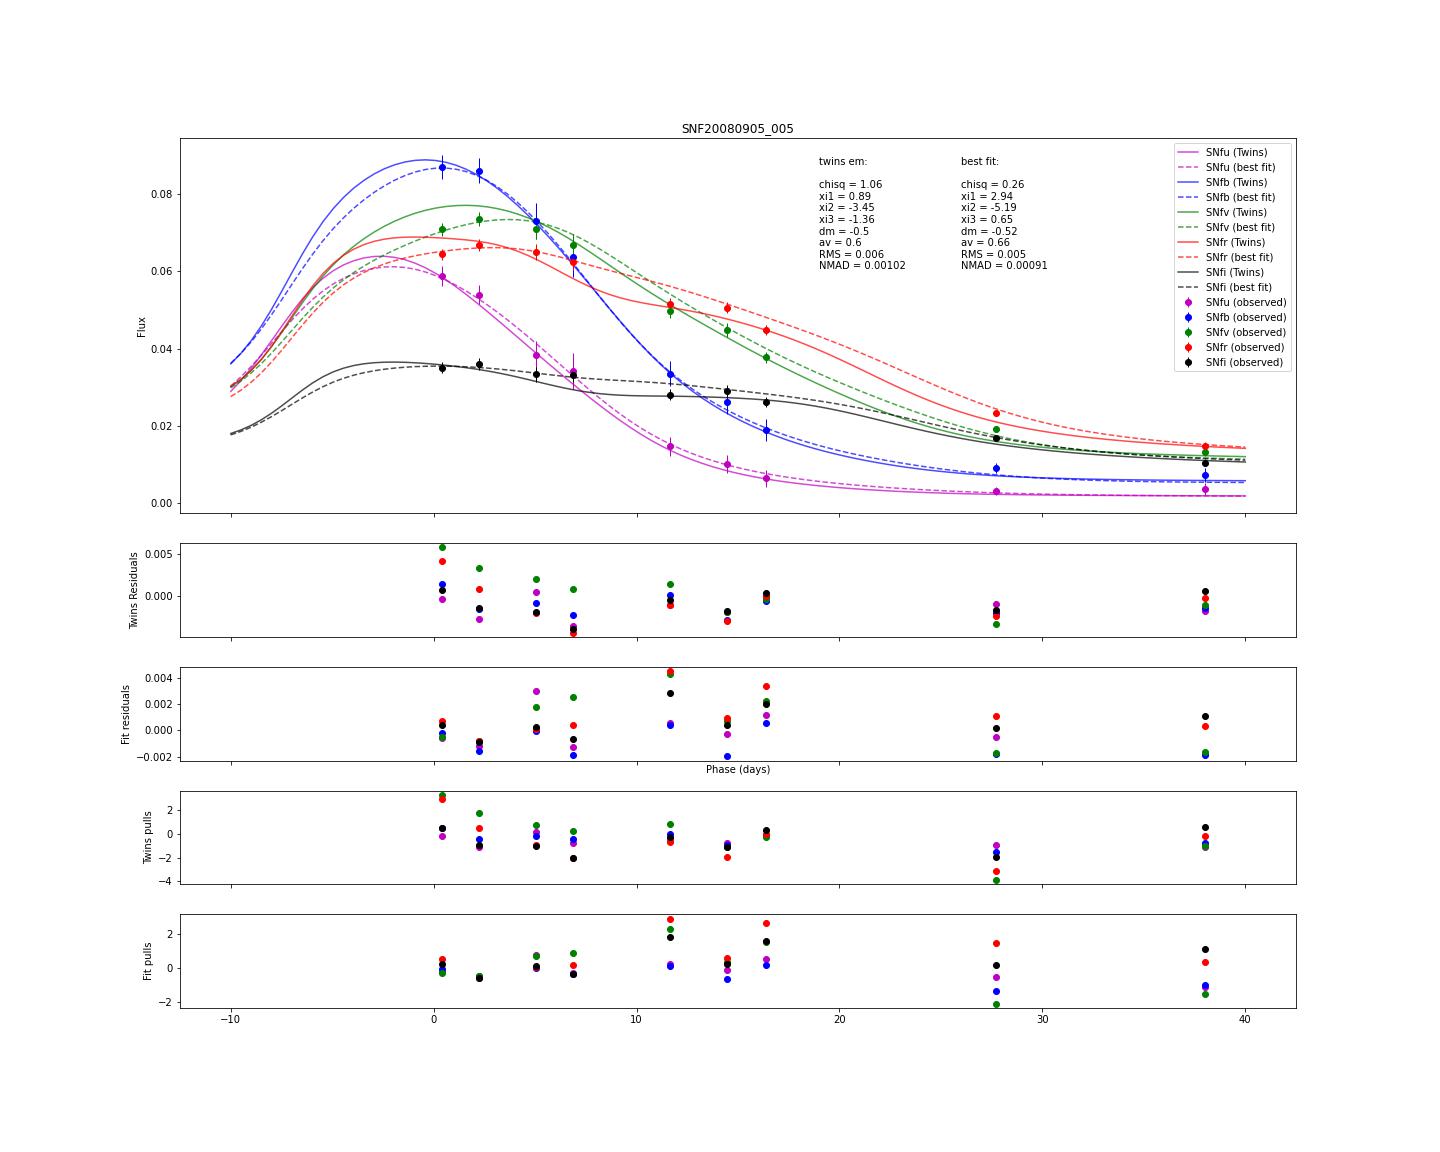 SNF20080905_005
twins em:
best fit:
chisq = 1.06
xi1 = 0.89
xi2 = -3.45
xi3 = -1.36
dm = -0.5
av = 0.6
RMS = 0.006
NMAD = 0.00102
chisq = 0.26
xi1 = 2.94
xi2 = -5.19
xi3 = 0.65
dm = -0.52
av = 0.66
RMS = 0.005
NMAD = 0.00091
SNfu (Twins)
SNfu (best fit)
SNfb (Twins)
SNfb (best fit)
SNfv (Twins)
SNfv (best fit)
SNfr (Twins)
SNfr (best fit)
SNfi (Twins)
SNfi (best fit)
SNfu (observed)
SNfb (observed)
SNfv (observed)
SNfr (observed)
SNfi (observed)
Flux
0.08
0.06
0.04
0.02
0.00
Twins Residuals
0.005
0.000
Fit residuals
0.004
0.002
0.000
−0.002
Phase (days)
Twins pulls
2
0
−2
−4
Fit pulls
2
0
−2
−10
0
10
20
30
40